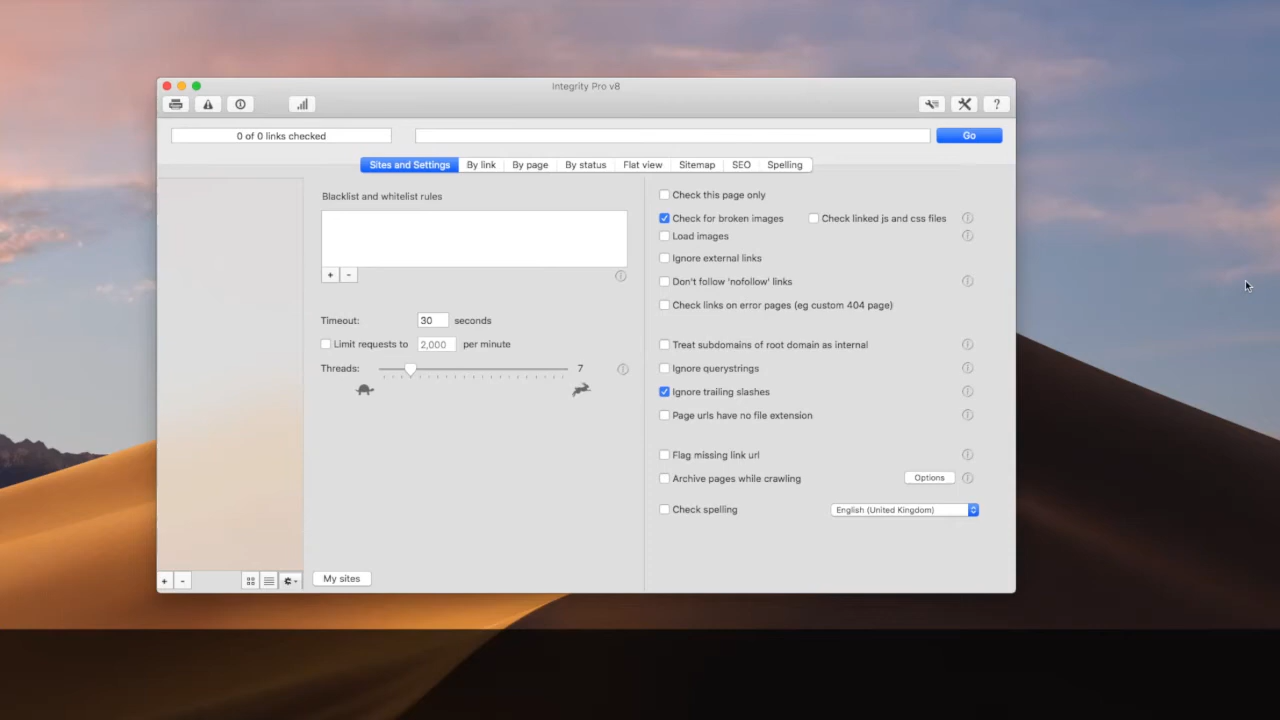 Integrity Pro v8
?
0 of 0 links checked
Go
Sites and Settings By link By page By status Flat view Sitemap SEO Spelling
Blacklist and whitelist rules
+ -
Timeout: 30 seconds
Limit requests to 2,000 per minute
Threads: 7
+ -
My sites
Check this page only
Check for broken images Check linked js and css files
Load images
Ignore external links
Don't follow 'nofollow' links
Check links on error pages (eg custom 404 page)
Treat subdomains of root domain as internal
Ignore querystrings
Ignore trailing slashes
Page urls have no file extension
Flag missing link url
Archive pages while crawling Options
Check spelling English (United Kingdom)